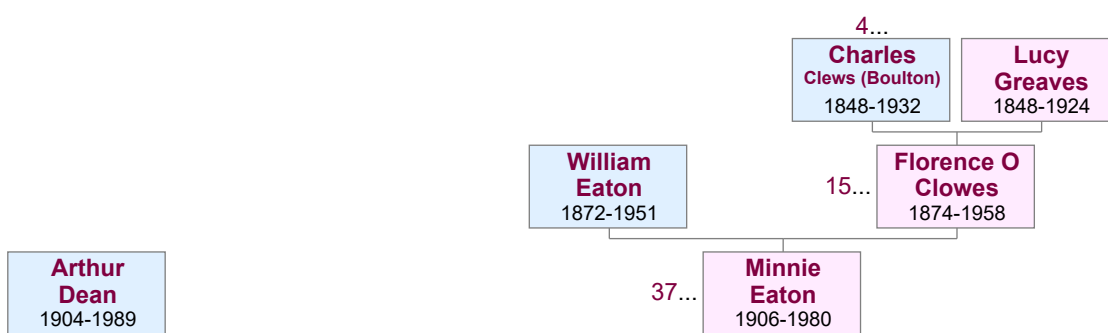 4...
Charles
Clews (Boulton)
1848-1932
Lucy
Greaves
1848-1924
William
Eaton
1872-1951
15...
Florence O
Clowes
1874-1958
Arthur
Dean
1904-1989
37...
Minnie
Eaton
1906-1980